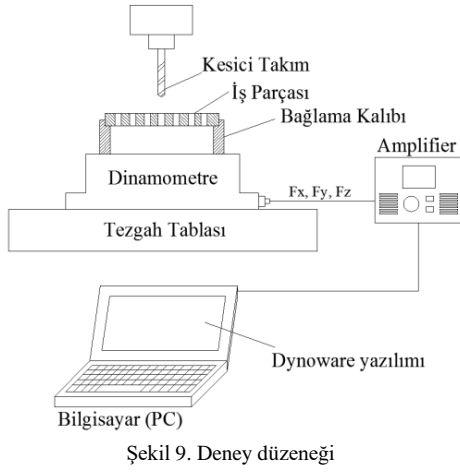 Kesici Takım
İş Parçası
Bağlama Kalıbı
Amplifier
Dinamometre
Fx, Fy, Fz
Tezgah Tablası
Dynoware yazılımı
Bilgisayar (PC)
Şekil 9. Deney düzeneği